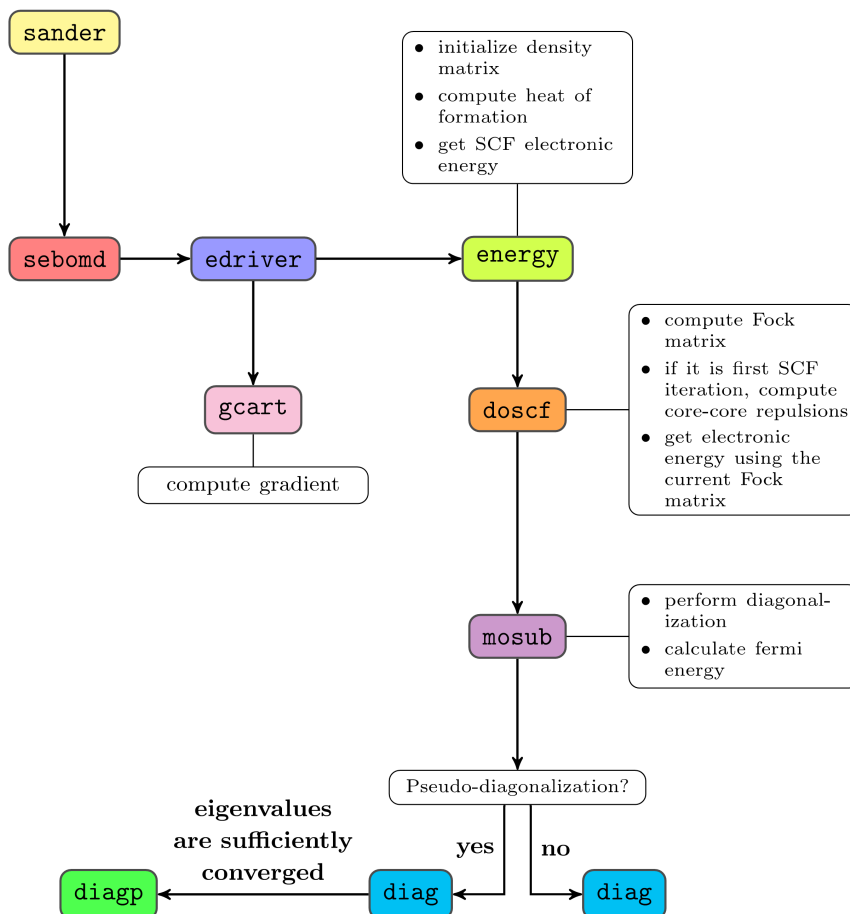 sander
• initialize density
matrix
• compute heat of
formation
• get SCF electronic
energy
sebomd
edriver
energy
gcart
compute gradient
doscf
• compute Fock
matrix
• if it is first SCF
iteration, compute
core-core repulsions
• get electronic
energy using the
current Fock
matrix
mosub
• perform diagonal-
ization
• calculate fermi
energy
Pseudo-diagonalization?
yes
no
eigenvalues
are sufficiently
converged
diagp
diag
diag